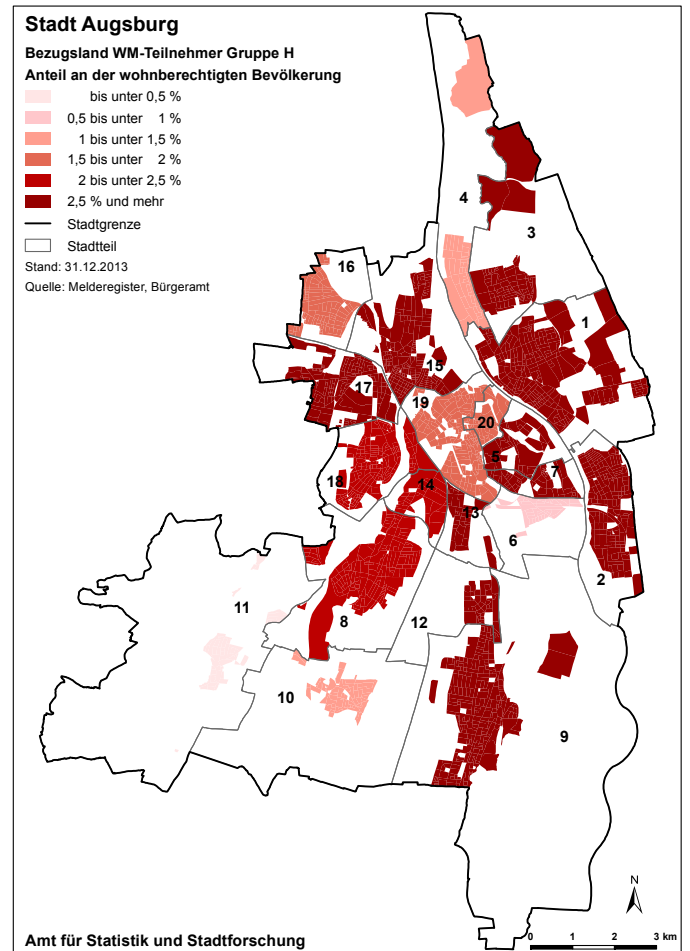 Stadt Augsburg
Bezugsland WM-Teilnehmer Gruppe H
Anteil an der wohnberechtigten Bevölkerung
bis unter 0,5 %
0,5 bis unter 1 %
1 bis unter 1,5 %
1,5 bis unter 2 %
2 bis unter 2,5 %
2,5 % und mehr
Stadtgrenze
Stadtteil
Stand: 31.12.2013
Quelle: Melderegister, Bürgeramt
4
3
16
1
15
17
19
20
5
7
18
14
13
6
2
11
8
12
10
9
N
Amt für Statistik und Stadtforschung
0 1 2 3 km